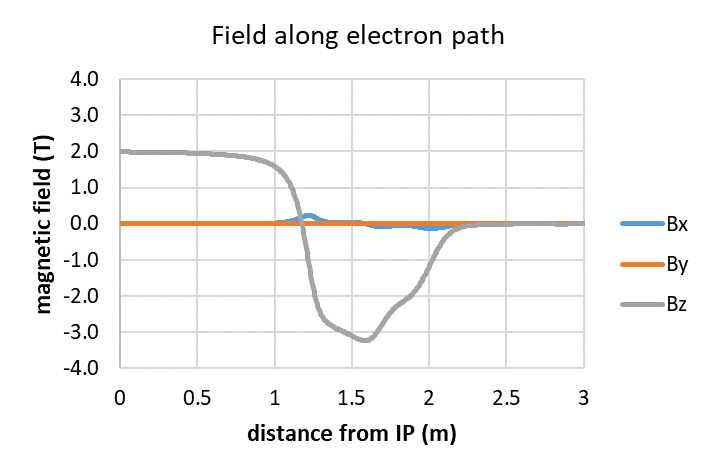 Field along electron path
magnetic field (T)
4.0
3.0
2.0
1.0
0.0
-1.0
-2.0
-3.0
-4.0
0 0.5 1 1.5 2 2.5 3
distance from IP (m)
Bx
By
Bz